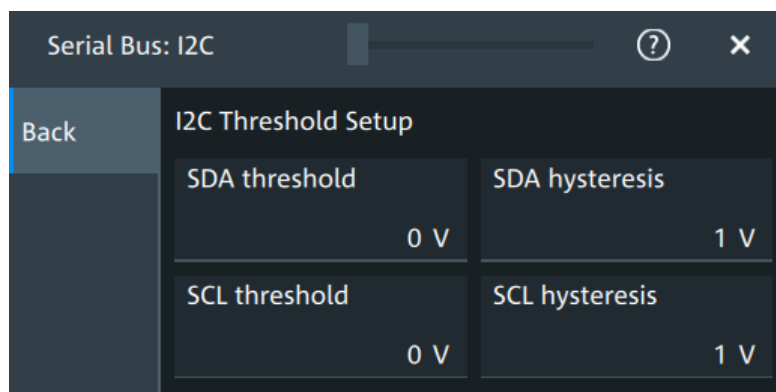 Serial Bus: I2C
?
×
Back
I2C Threshold Setup
SDA threshold
0 V
SDA hysteresis
1 V
SCL threshold
0 V
SCL hysteresis
1 V